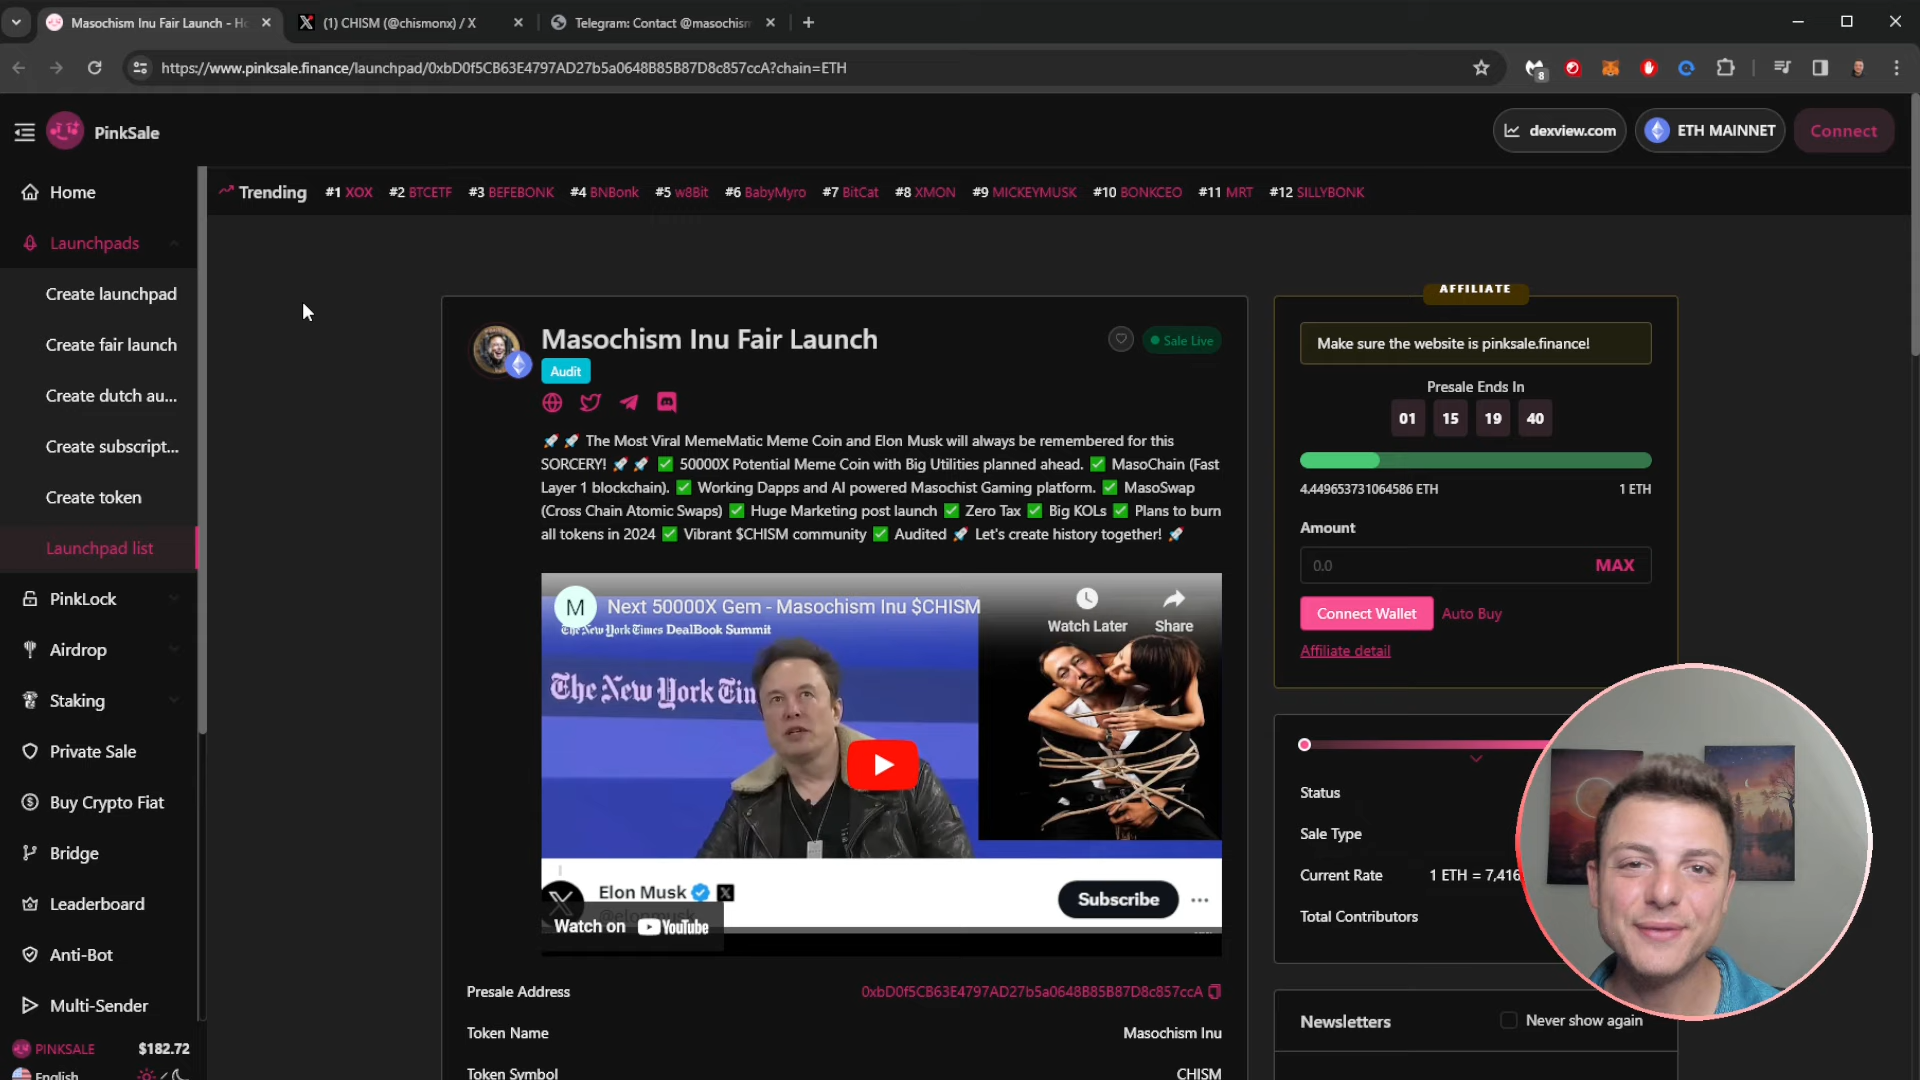 Masochism Inu Fair Launch - Ho
(1) CHISM (@chismonx) / X
Telegram: Contact @masochism
https://www.pinksale.finance/launchpad/0xbD0f5CB63E4797AD27b5a0648B85B87D8c857ccA?chain=ETH
8
PinkSale
dexview.com
ETH MAINNET
Connect
Home
Launchpads
Create launchpad
Create fair launch
Create dutch au...
Create subscript...
Create token
Launchpad list
PinkLock
Airdrop
Staking
Private Sale
Buy Crypto Fiat
Bridge
Leaderboard
Anti-Bot
Multi-Sender
PINKSALE $182.72
English
Trending #1 XOX #2 BTCETF #3 BEFEBONK #4 BNBonk #5 w8Bit #6 BabyMyro #7 BitCat #8 XMON #9 MICKEYMUSK #10 BONKCEO #11 MRT #12 SILLYBONK
Masochism Inu Fair Launch
Sale Live
Audit
🚀 🚀 The Most Viral MemeMatic Meme Coin and Elon Musk will always be remembered for this
SORCERY! 🚀 🚀 ✅ 50000X Potential Meme Coin with Big Utilities planned ahead. ✅ MasoChain (Fast
Layer 1 blockchain). ✅ Working Dapps and AI powered Masochist Gaming platform. ✅ MasoSwap
(Cross Chain Atomic Swaps) ✅ Huge Marketing post launch ✅ Zero Tax ✅ Big KOLs ✅ Plans to burn
all tokens in 2024 ✅ Vibrant $CHISM community ✅ Audited 🚀 Let's create history together! 🚀
M
Next 50000X Gem - Masochism Inu $CHISM
Watch Later
Share
The New York Times DealBook Summit
The New York Tim
Elon Musk
@elonmusk
Subscribe
Watch on YouTube
Presale Address 0xbD0f5CB63E4797AD27b5a0648B85B87D8c857ccA
Token Name Masochism Inu
Token Symbol CHISM
AFFILIATE
Make sure the website is pinksale.finance!
Presale Ends In
01 15 19 40
4.449653731064586 ETH 1 ETH
Amount
0.0 MAX
Connect Wallet Auto Buy
Affiliate detail
Status
Sale Type
Current Rate 1 ETH = 7,416
Total Contributors
Newsletters
Never show again